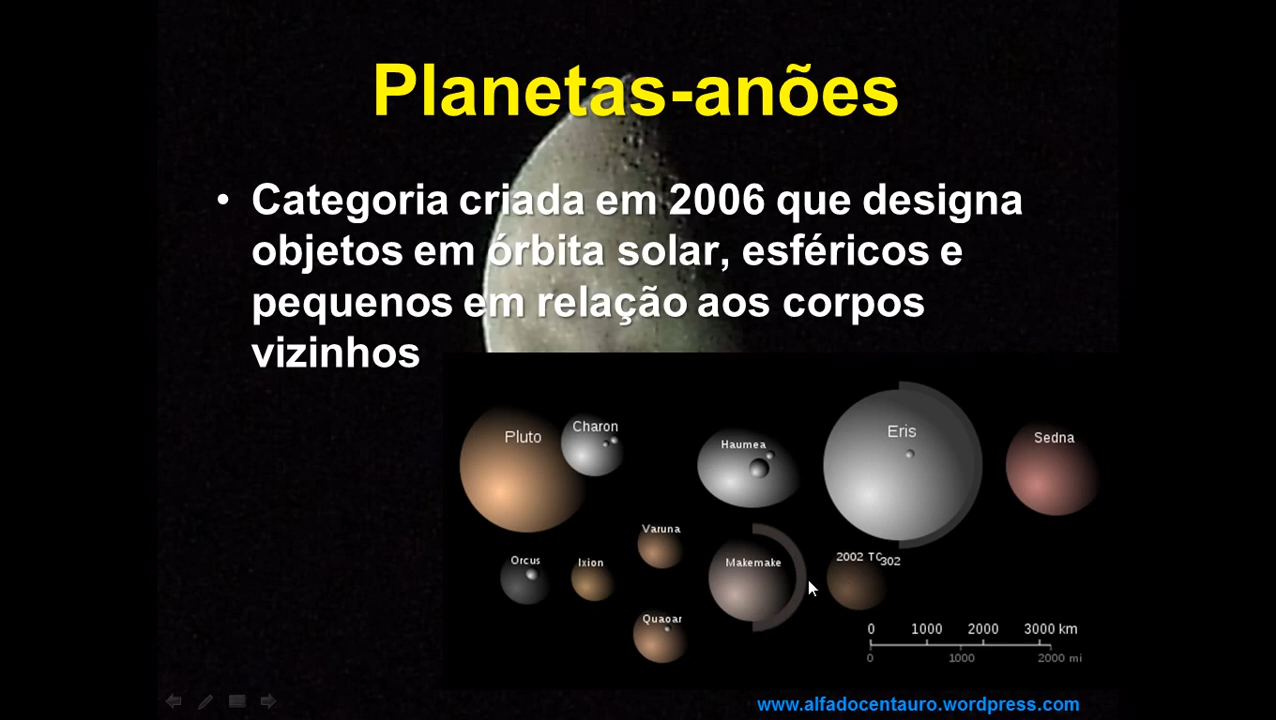 Planetas-anões
• Categoria criada em 2006 que designa
objetos em órbita solar, esféricos e
pequenos em relação aos corpos
vizinhos
Pluto
Charon
Haumea
Eris
Sedna
Varuna
Orcus
Ixion
Makemake
2002 TC302
Quaoar
0 1000 2000 3000 km
0 1000 2000 mi
www.alfadocentauro.wordpress.com